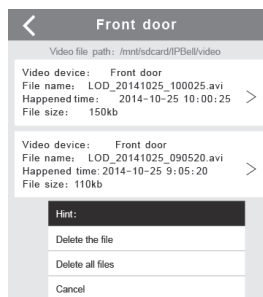 Front door
Video file path: /mnt/sdcard/IPBell/video
Video device: Front door
File name: LOD_20141025_100025.avi
Happened time: 2014-10-25 10:00:25
File size: 150kb
Video device: Front door
File name: LOD_20141025_090520.avi
Happened time: 2014-10-25 9:05:20
File size: 110kb
Hint:
Delete the file
Delete all files
Cancel